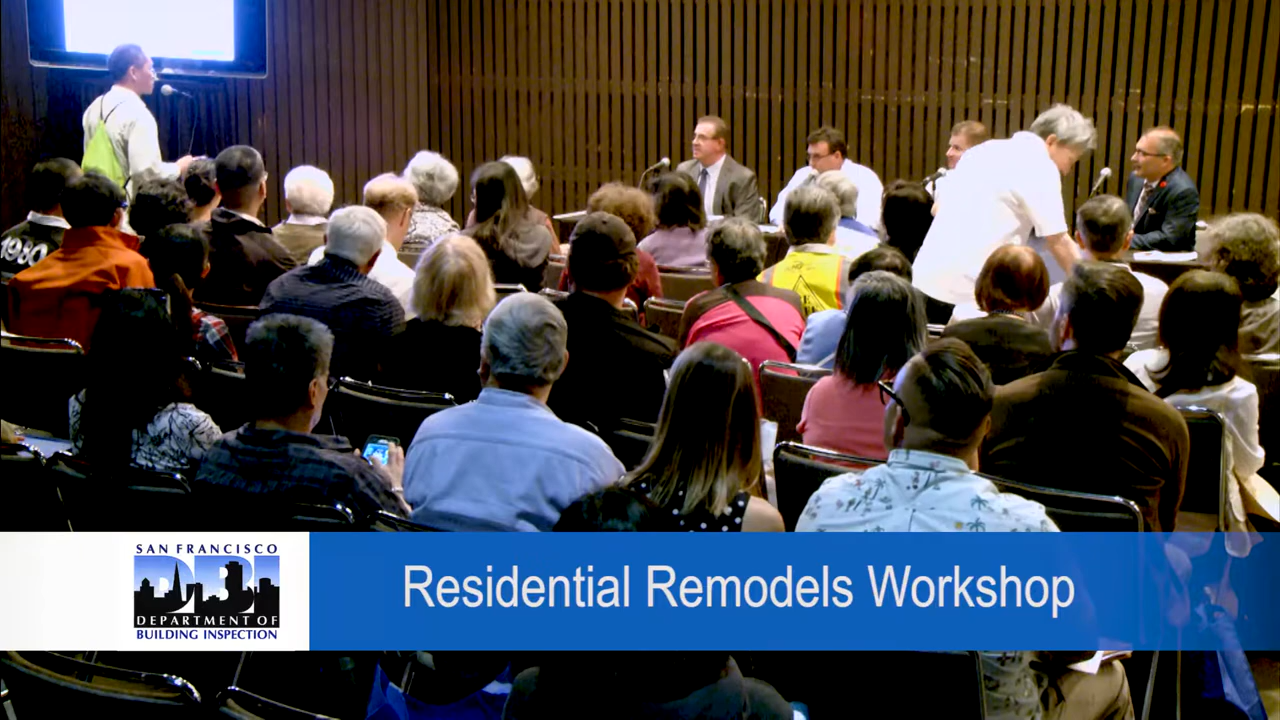 1980
SAN FRANCISCO
DBI
DEPARTMENT OF
BUILDING INSPECTION
Residential Remodels Workshop